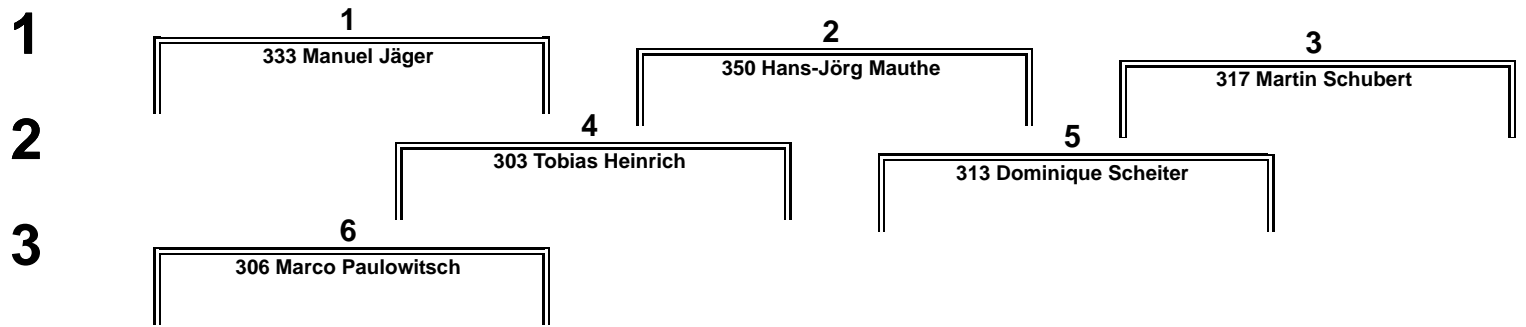 1
1
333 Manuel Jäger
2
350 Hans-Jörg Mauthe
3
317 Martin Schubert
2
4
303 Tobias Heinrich
5
313 Dominique Scheiter
3
6
306 Marco Paulowitsch